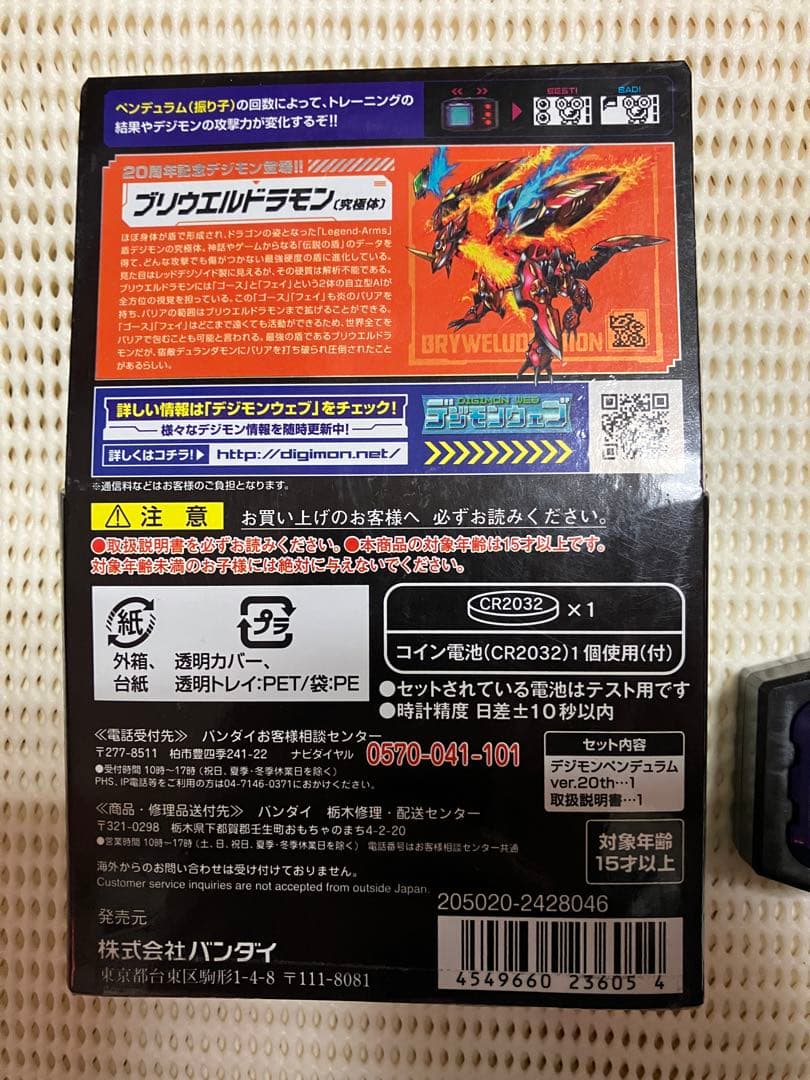 ペンデュラム(振り子)の回数によって、トレーニングの
結果やデジモンの攻撃力が変化するぞ!!
BEST!
BAD!
20周年記念デジモン登場!!
ブリウエルドラモン(究極体)
ほぼ身体が盾で形成され、ドラゴンの姿となった「Legend-Arms」
盾デジモンの究極体。神話やゲームからなる「伝説の盾」のデータを
得て、どんな攻撃でも傷がつかない最強硬度の盾に進化している。
見た目はレッドデジゾイド製に見えるが、その硬質は解析不能である。
ブリウエルドラモンには「ゴース」と「フェイ」という2体の自立型AIが
全方位の視覚を担っている。この「ゴース」「フェイ」も炎のバリアを
持ち、バリアの範囲はブリウエルドラモンまで拡げることができる。
「ゴース」「フェイ」はどこまで遠くても活動ができるため、世界全てを
バリアで包むことも可能と言われる。最強の盾であるブリウエルドラ
モンだが、宿敵デュランダモンにバリアを打ち破られ圧倒されたこと
があるらしい。
詳しい情報は「デジモンウェブ」をチェック!
様々なデジモン情報を随時更新中!
詳しくはコチラ!▶ http://digimon.net/
DIGIMON WEB
デジモンウェブ
※通信料などはお客様のご負担となります。
⚠注意 お買い上げのお客様へ 必ずお読みください。
●取扱説明書を必ずお読みください。●本商品の対象年齢は15才以上です。
対象年齢未満のお子様には絶対に与えないでください。
紙
外箱、
台紙
プラ
透明カバー、
透明トレイ:PET/袋:PE
CR2032 ×1
コイン電池(CR2032)1個使用(付)
●セットされている電池はテスト用です
●時計精度 日差±10秒以内
≪電話受付先≫ バンダイお客様相談センター
〒277-8511 柏市豊四季241-22 ナビダイヤル 0570-041-101
●受付時間 10時~17時(祝日、夏季・冬季休業日を除く)
PHS、IP電話等をご利用の方は04-7146-0371におかけください。
≪商品・修理品送付先≫ バンダイ 栃木修理・配送センター
〒321-0298 栃木県下都賀郡壬生町おもちゃのまち4-2-20
●営業時間 10時~17時(土、日、祝日、夏季・冬季休業日を除く) 電話番号はお客様相談センター共通
海外からのお問い合わせは受け付けておりません。
Customer service inquiries are not accepted from outside Japan.
セット内容
デジモンペンデュラム
ver.20th…1
取扱説明書…1
対象年齢
15才以上
発売元
株式会社バンダイ
東京都台東区駒形1-4-8 〒111-8081
205020-2428046
4549660 23605 4